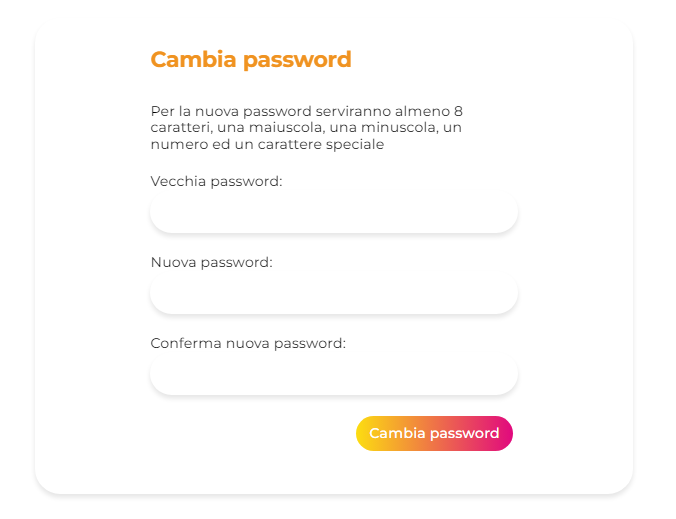 Cambia password
Per la nuova password serviranno almeno 8
caratteri, una maiuscola, una minuscola, un
numero ed un carattere speciale
Vecchia password:
Nuova password:
Conferma nuova password:
Cambia password